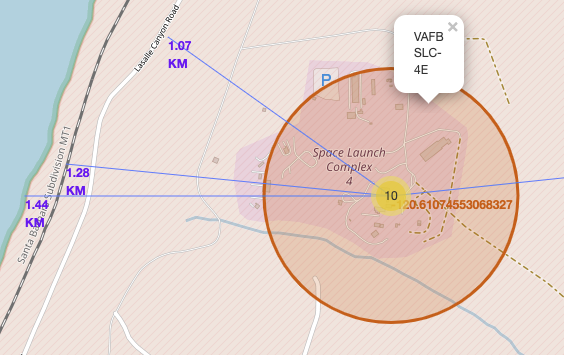 Lasalle Canyon Road
1.07
KM
P
VAFB
SLC-
4E
×
Space Launch
Complex
4
Santa Barbara Subdivision MT1
1.28
KM
10
0.61074553068327
1.44
KM